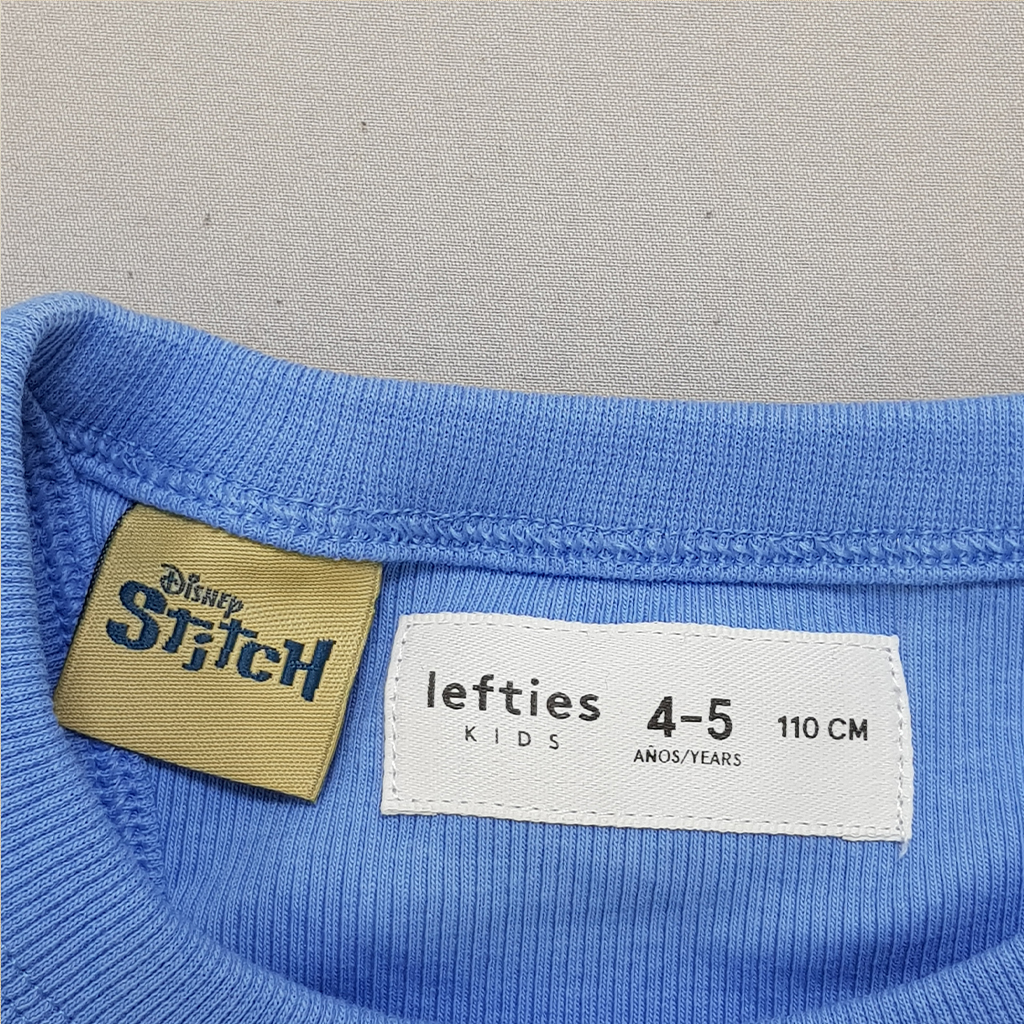 Disney
Stitch
lefties
KIDS
4-5
AÑOS/YEARS
110 CM